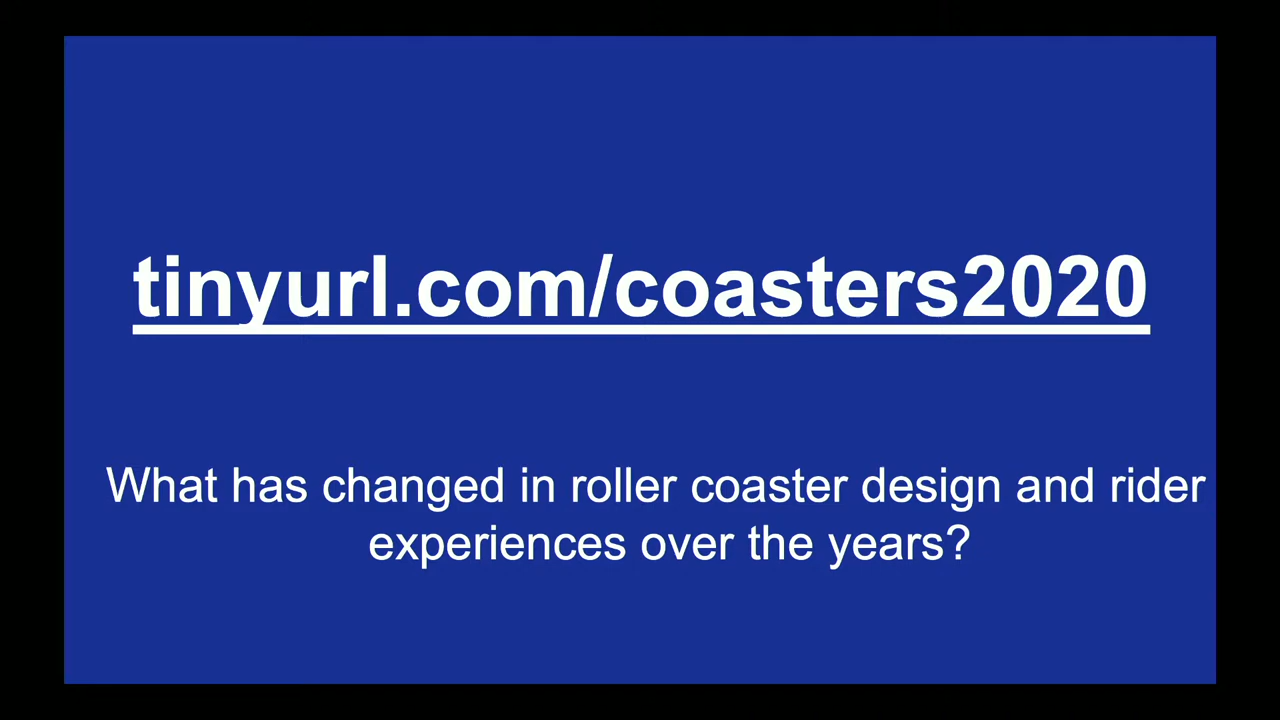 tinyurl.com/coasters2020
What has changed in roller coaster design and rider
experiences over the years?